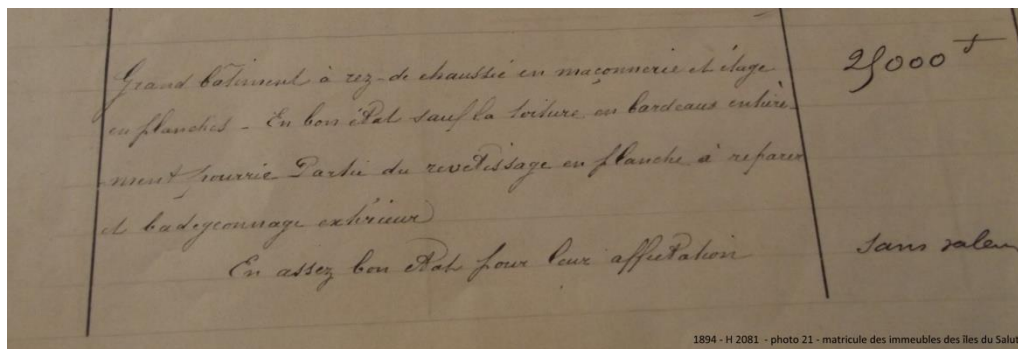 Grand bâtiment à rez-de chaussée en maçonnerie et étage
25000 f
en planches - En bon état sauf la toiture en bardeaux entière-
ment pourrie Partie du revetissage en planche à reparer
et badigeonnage extérieur
En assez bon état pour leur affectation
sans valeur
1894 - H 2081 - photo 21 - matricule des immeubles des îles du Salut